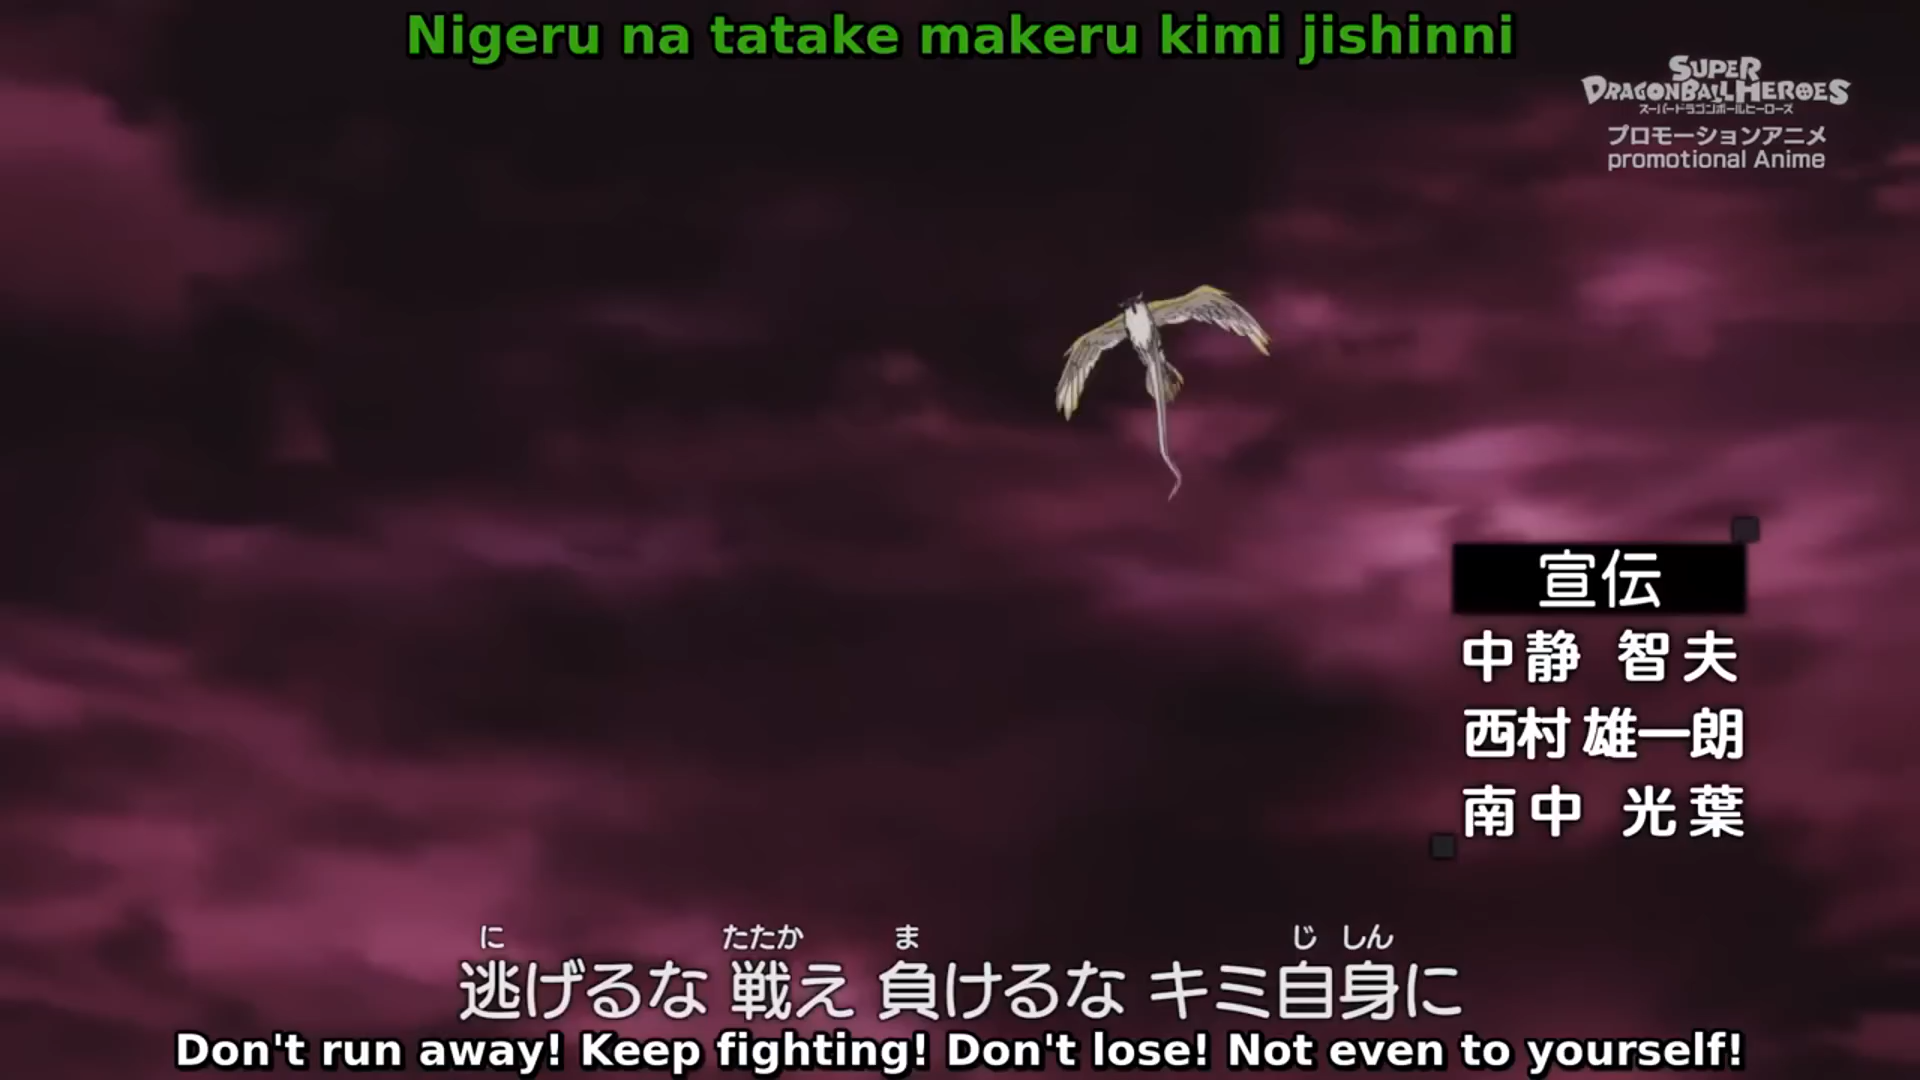 Nigeru na tatake makeru kimi jishinni
SUPER
DRAGONBALL HEROES
スーパードラゴンボールヒーローズ
プロモーションアニメ
promotional Anime
宣伝
中静 智夫
西村 雄一朗
南中 光葉
に たたか ま じ しん
逃げるな 戦え 負けるな キミ自身に
Don't run away! Keep fighting! Don't lose! Not even to yourself!